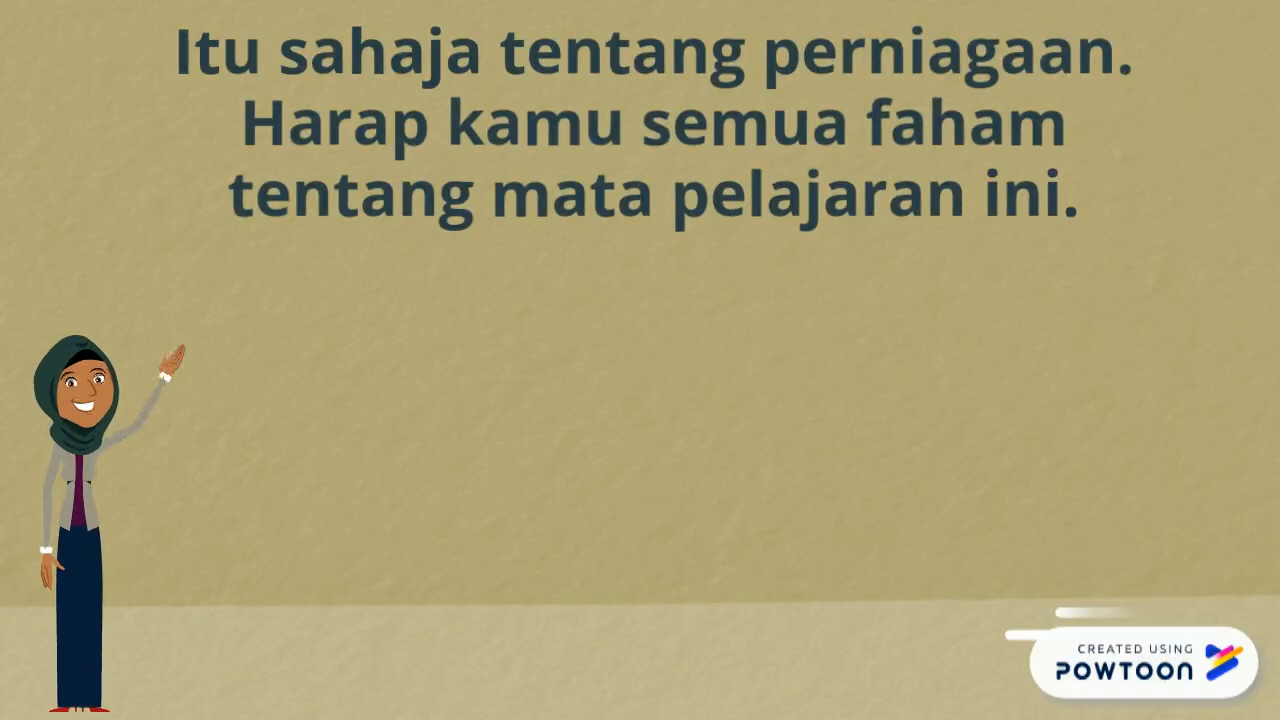 Itu sahaja tentang perniagaan.
Harap kamu semua faham
tentang mata pelajaran ini.
CREATED USING
POWTOON